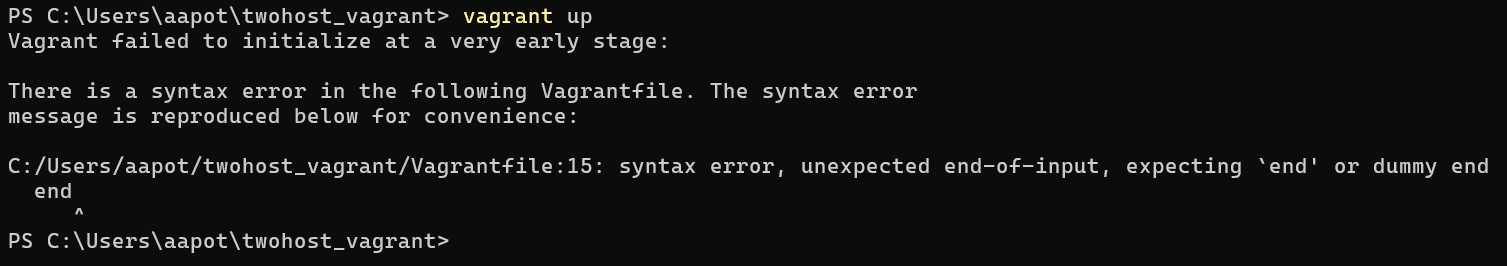 PS C:\Users\aapot\twohost_vagrant> vagrant up
Vagrant failed to initialize at a very early stage:
There is a syntax error in the following Vagrantfile. The syntax error
message is reproduced below for convenience:
C:/Users/aapot/twohost_vagrant/Vagrantfile:15: syntax error, unexpected end-of-input, expecting `end' or dummy end
  end
     ^
PS C:\Users\aapot\twohost_vagrant>